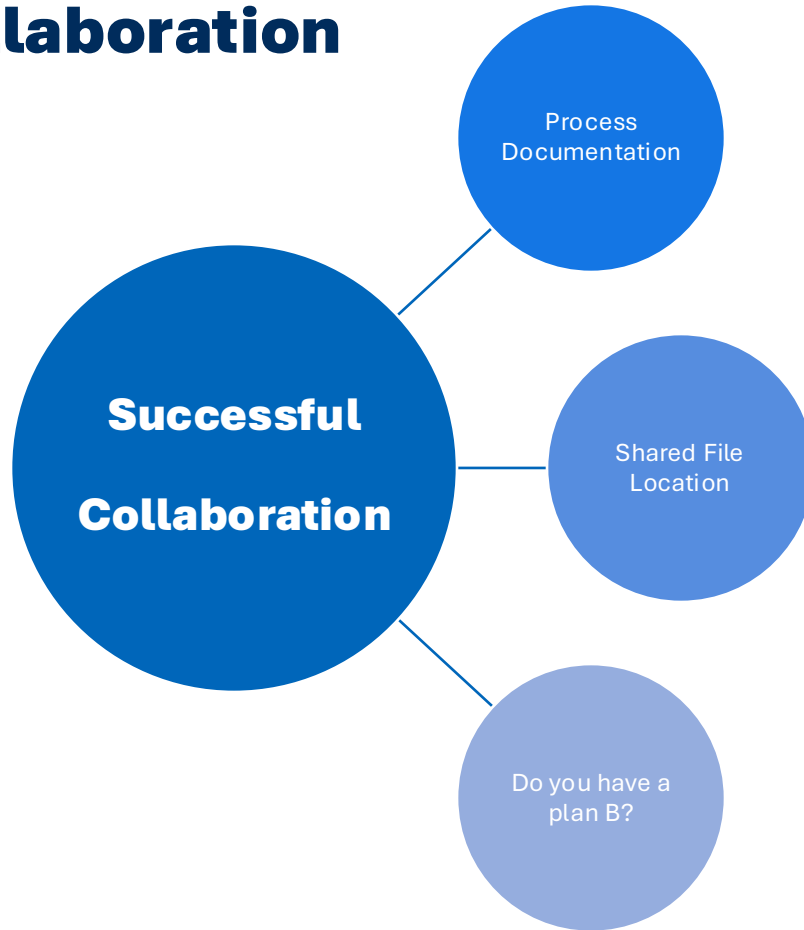 laboration
Process
Documentation
Successful
Collaboration
Shared File
Location
Do you have a
plan B?